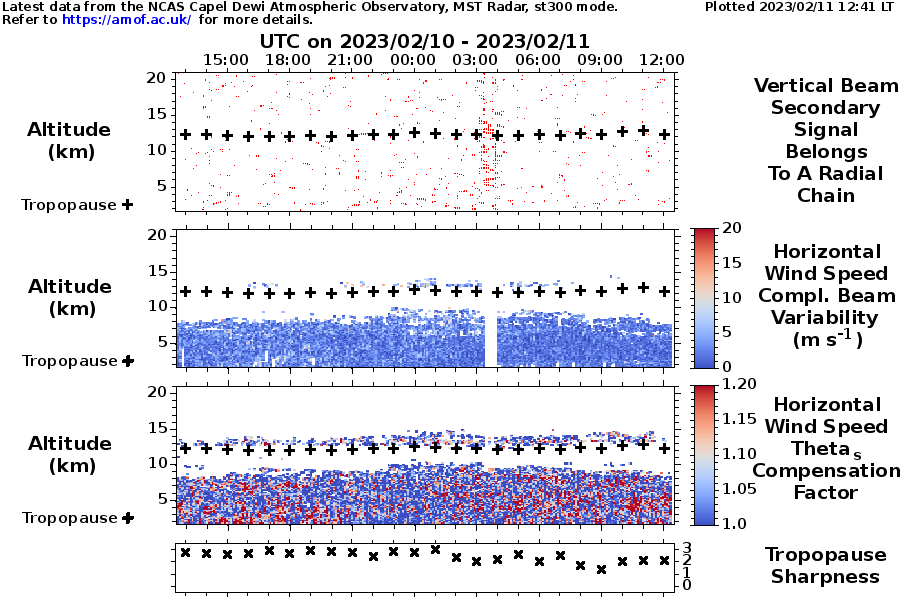 Latest data from the NCAS Capel Dewi Atmospheric Observatory, MST Radar, st300 mode.
Plotted 2023/02/11 12:41 LT
Refer to https://amof.ac.uk/ for more details.
UTC on 2023/02/10 - 2023/02/11
15:00 18:00 21:00 00:00 03:00 06:00 09:00 12:00
20
15
10
5
Altitude
(km)
Tropopause +
Vertical Beam
Secondary
Signal
Belongs
To A Radial
Chain
20
15
10
5
Altitude
(km)
Tropopause +
20
15
10
5
0
Horizontal
Wind Speed
Compl. Beam
Variability
(m s-1)
20
15
10
5
Altitude
(km)
Tropopause +
1.20
1.15
1.10
1.05
1.0
Horizontal
Wind Speed
Theta s
Compensation
Factor
3
2
1
0
Tropopause
Sharpness